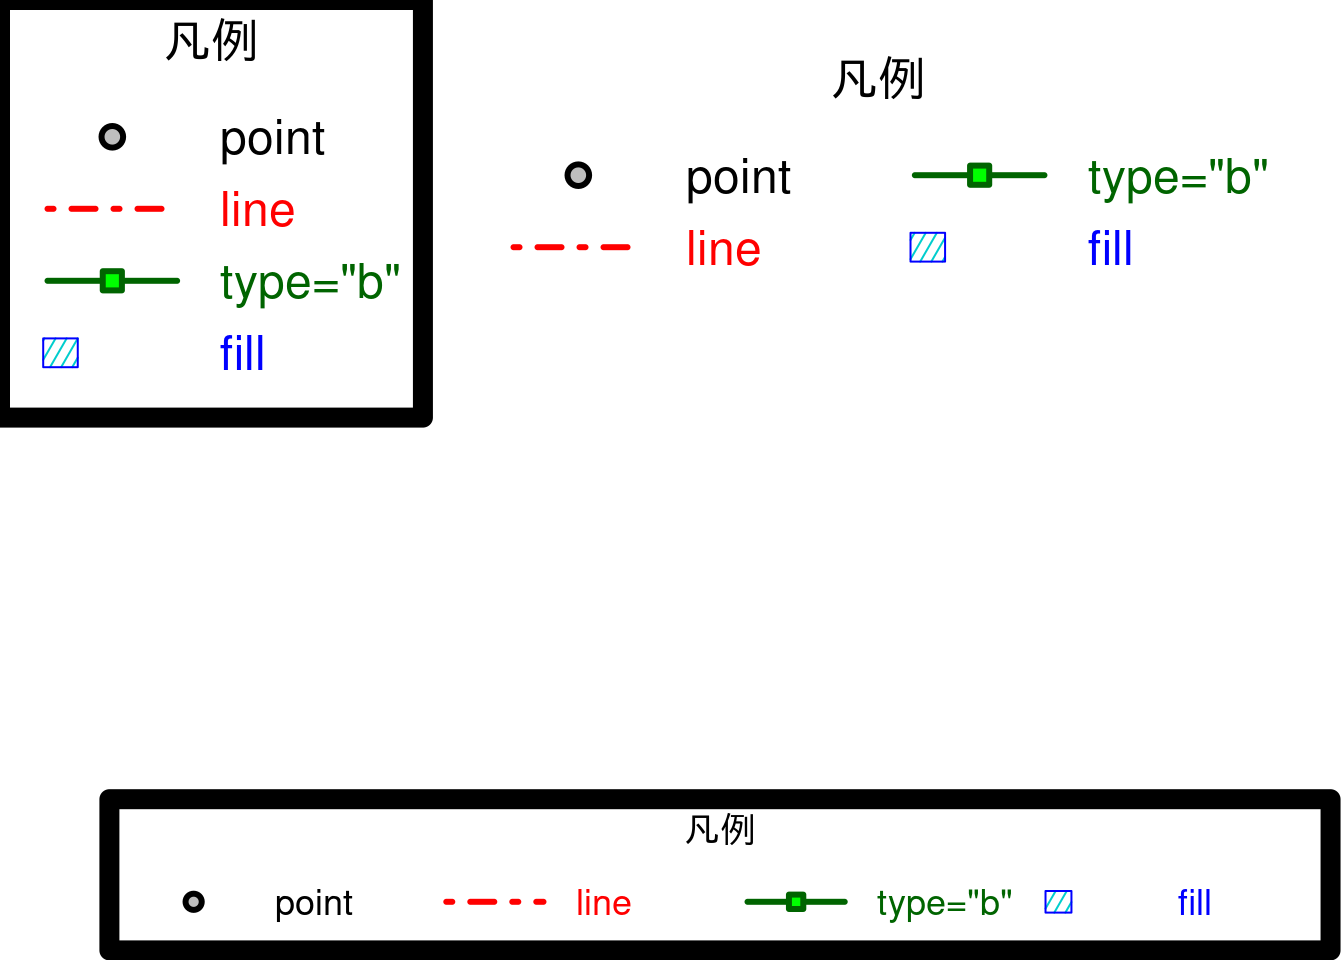 凡例
point
line
type="b"
fill
凡例
point type="b"
line fill
凡例
point line type="b" fill